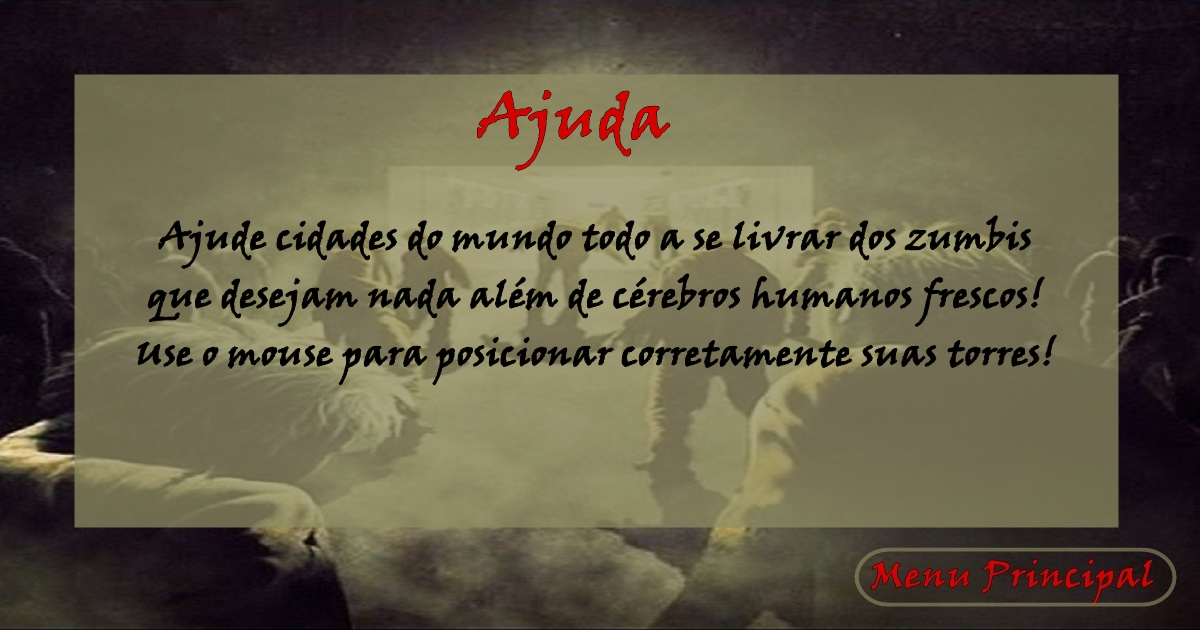 Ajuda
Ajude cidades do mundo todo a se livrar dos zumbis
que desejam nada além de cérebros humanos frescos!
Use o mouse para posicionar corretamente suas torres!
Menu Principal